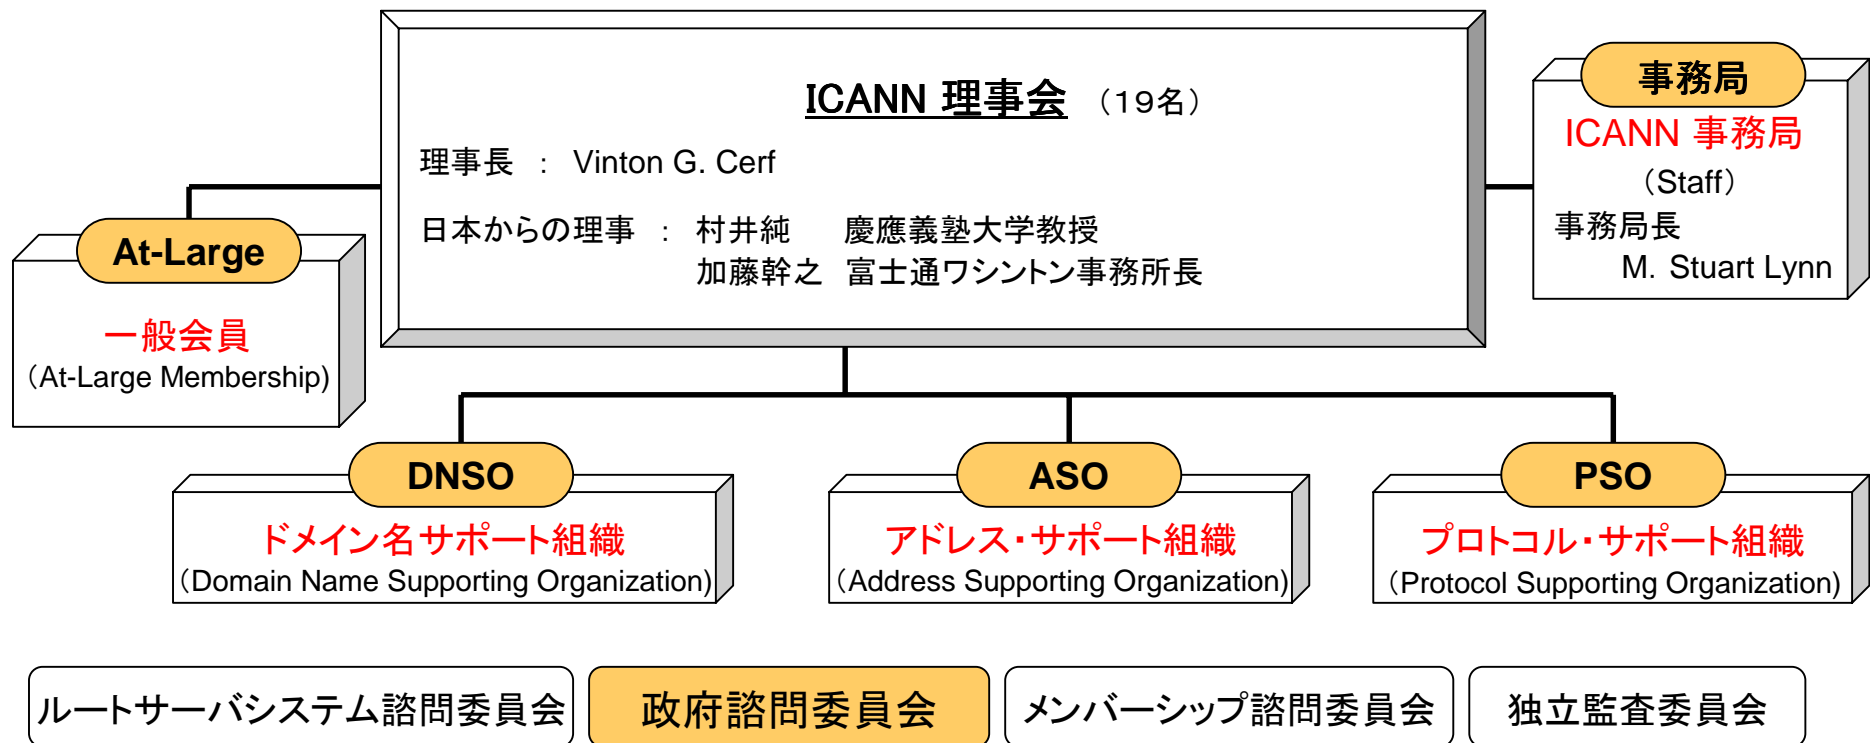 ICANN 理事会 （19名）
理事長 ： Vinton G. Cerf
日本からの理事 ： 村井純 慶應義塾大学教授
加藤幹之 富士通ワシントン事務所長
事務局
ICANN 事務局
（Staff）
事務局長
M. Stuart Lynn
At-Large
一般会員
（At-Large Membership)
DNSO
ドメイン名サポート組織
（Domain Name Supporting Organization)
ASO
アドレス・サポート組織
（Address Supporting Organization)
PSO
プロトコル・サポート組織
（Protocol Supporting Organization)
ルートサーバシステム諮問委員会
政府諮問委員会
メンバーシップ諮問委員会
独立監査委員会